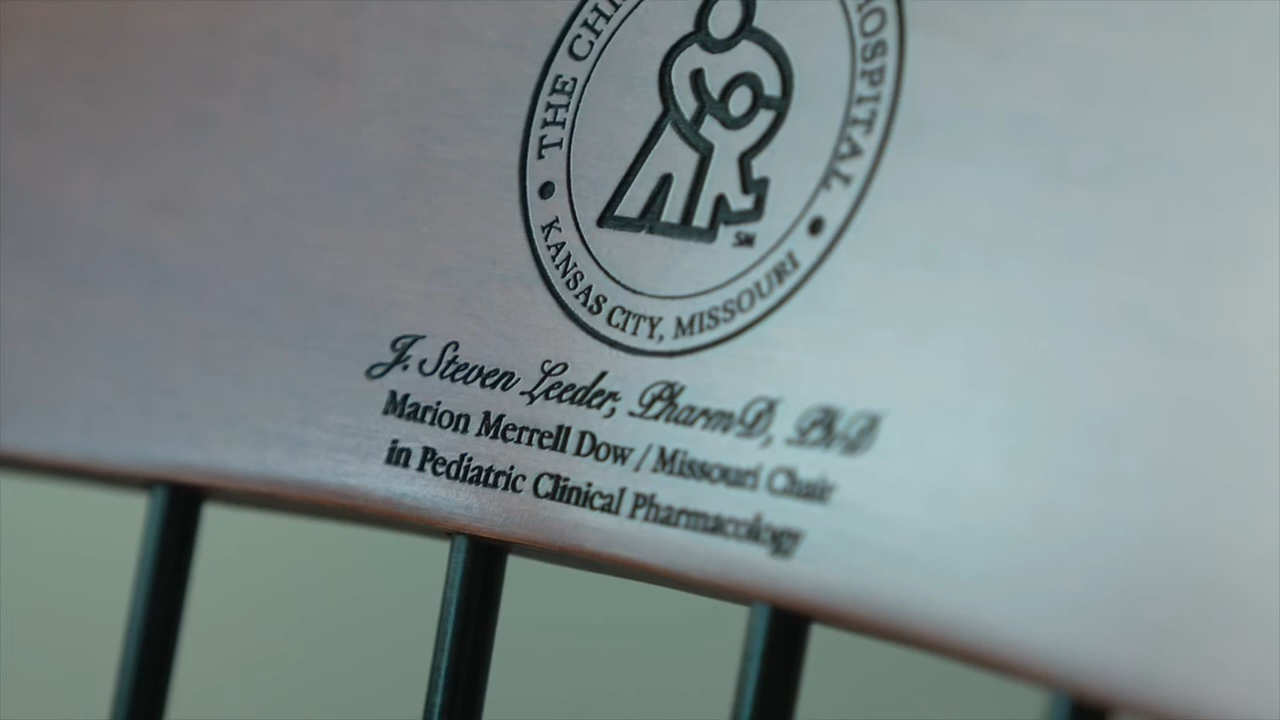 THE CH
HOSPITAL
KANSAS CITY, MISSOURI
SM
J. Steven Leeder, PharmD, PhD
Marion Merrell Dow / Missouri Chair
in Pediatric Clinical Pharmacology